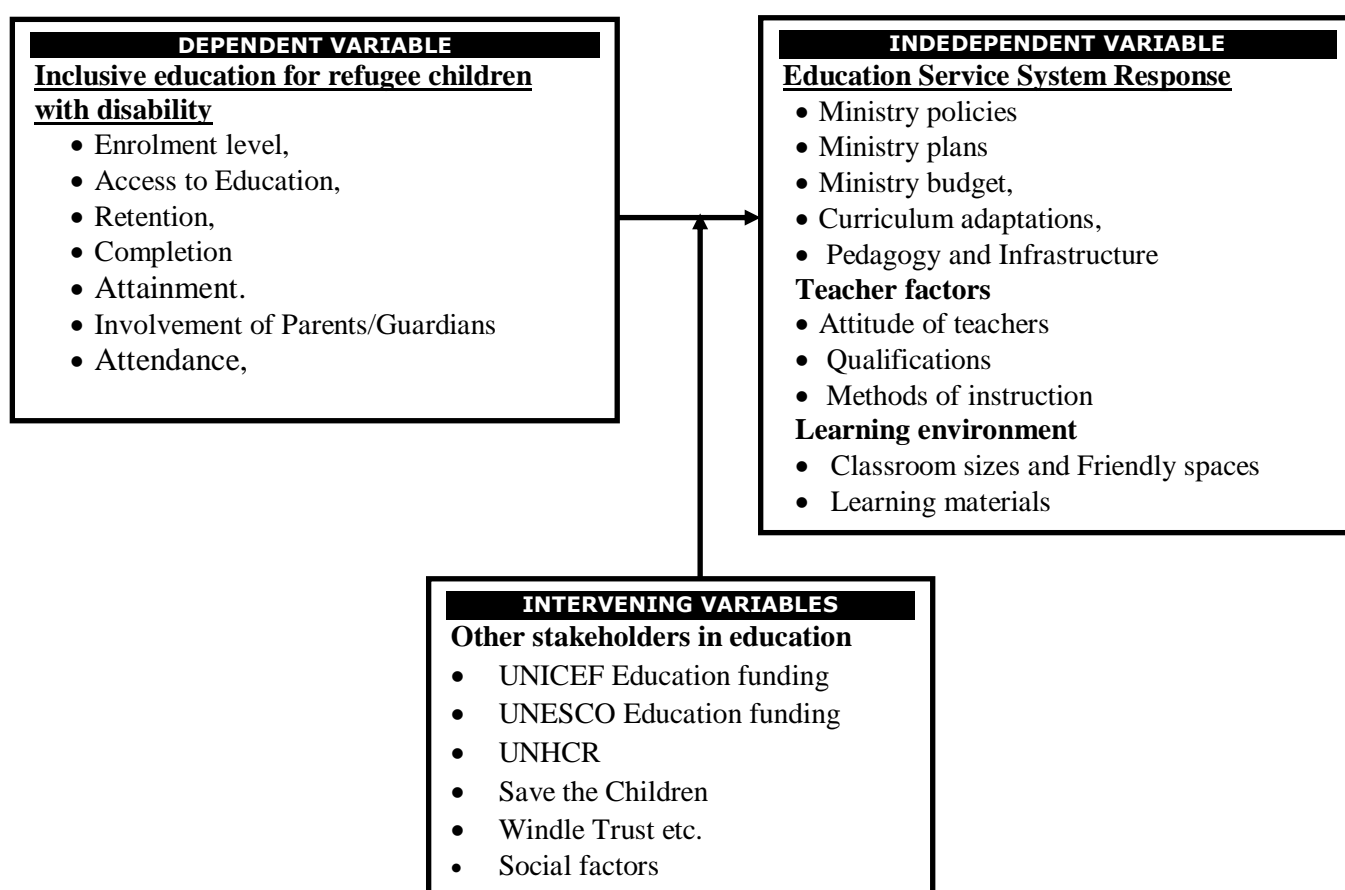 DEPENDENT VARIABLE
Inclusive education for refugee children
with disability
• Enrolment level,
• Access to Education,
• Retention,
• Completion
• Attainment.
• Involvement of Parents/Guardians
• Attendance,
INDEDEPENDENT VARIABLE
Education Service System Response
• Ministry policies
• Ministry plans
• Ministry budget,
• Curriculum adaptations,
• Pedagogy and Infrastructure
Teacher factors
• Attitude of teachers
• Qualifications
• Methods of instruction
Learning environment
• Classroom sizes and Friendly spaces
• Learning materials
INTERVENING VARIABLES
Other stakeholders in education
• UNICEF Education funding
• UNESCO Education funding
• UNHCR
• Save the Children
• Windle Trust etc.
• Social factors